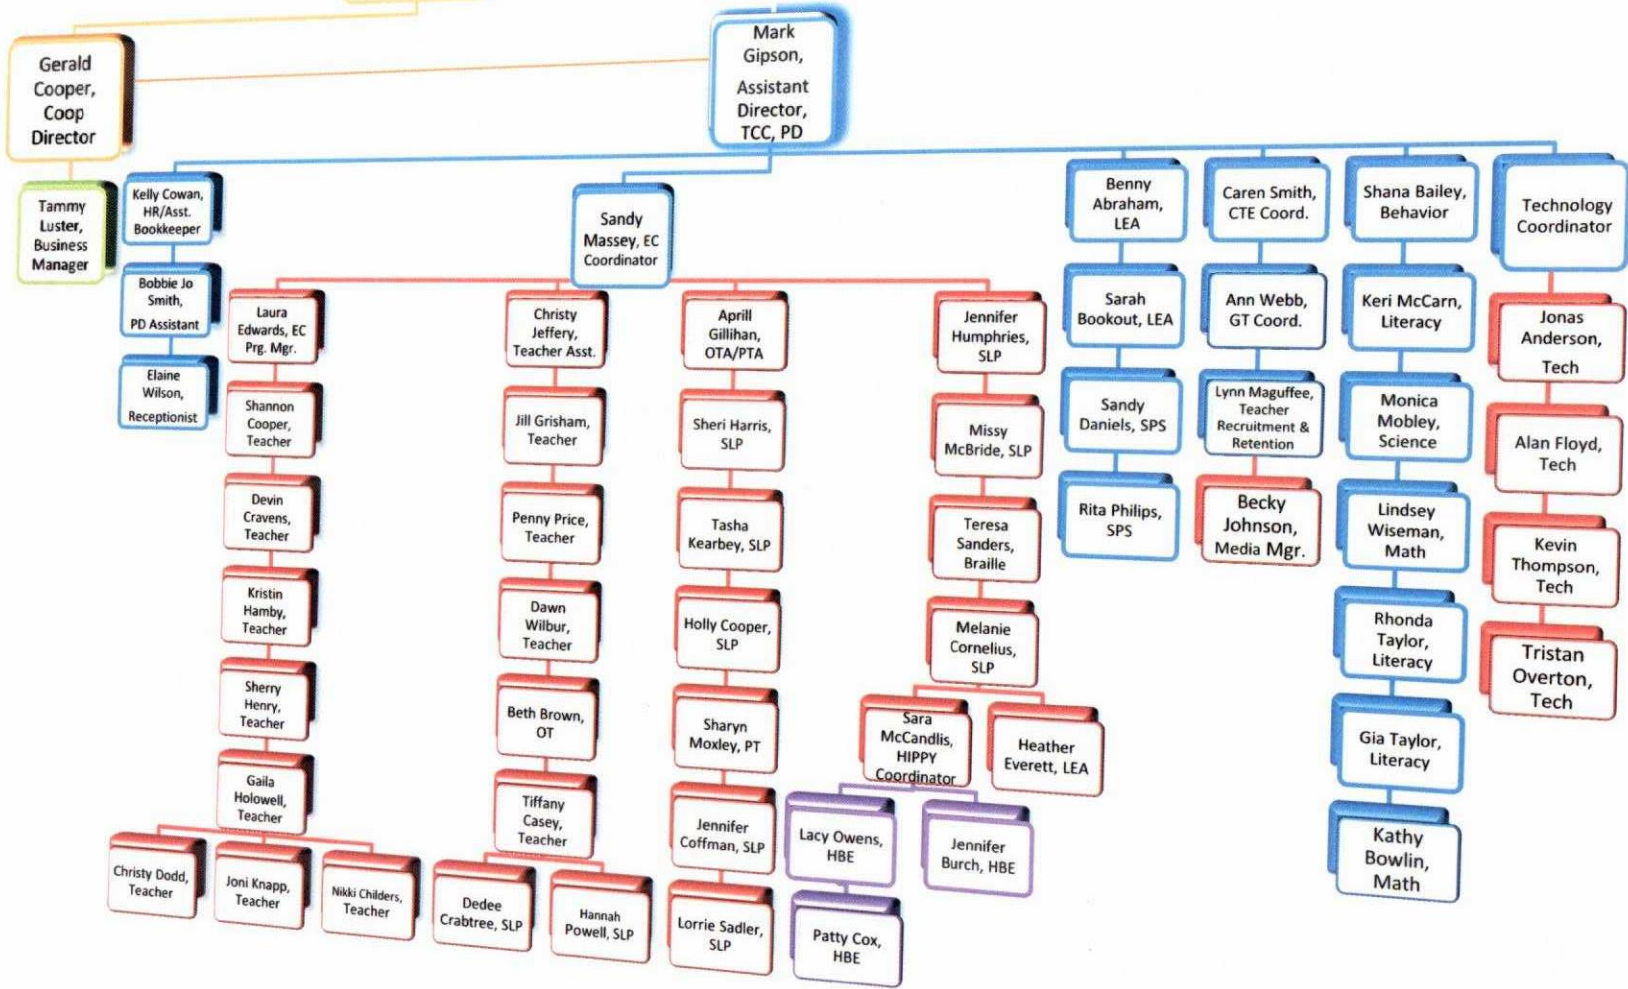 Gerald
Cooper,
Coop
Director
Mark
Gipson,
Assistant
Director,
TCC, PD
Tammy
Luster,
Business
Manager
Kelly Cowan,
HR/Asst.
Bookkeeper
Bobbie Jo
Smith,
PD Assistant
Elaine
Wilson,
Receptionist
Sandy
Massey, EC
Coordinator
Laura
Edwards, EC
Prg. Mgr.
Shannon
Cooper,
Teacher
Devin
Cravens,
Teacher
Kristin
Hamby,
Teacher
Sherry
Henry,
Teacher
Gaila
Holowell,
Teacher
Christy Dodd,
Teacher
Joni Knapp,
Teacher
Nikki Childers,
Teacher
Christy
Jeffery,
Teacher Asst.
Jill Grisham,
Teacher
Penny Price,
Teacher
Dawn
Wilbur,
Teacher
Beth Brown,
OT
Tiffany
Casey,
Teacher
Dedee
Crabtree, SLP
Hannah
Powell, SLP
Aprill
Gillihan,
OTA/PTA
Sheri Harris,
SLP
Tasha
Kearbey, SLP
Holly Cooper,
SLP
Sharyn
Moxley, PT
Jennifer
Coffman, SLP
Lorrie Sadler,
SLP
Jennifer
Humphries,
SLP
Missy
McBride, SLP
Teresa
Sanders,
Braille
Melanie
Cornelius,
SLP
Sara
McCandlis,
HIPPY
Coordinator
Heather
Everett, LEA
Lacy Owens,
HBE
Jennifer
Burch, HBE
Patty Cox,
HBE
Benny
Abraham,
LEA
Sarah
Bookout, LEA
Sandy
Daniels, SPS
Rita Philips,
SPS
Caren Smith,
CTE Coord.
Ann Webb,
GT Coord.
Lynn Maguffee,
Teacher
Recruitment &
Retention
Becky
Johnson,
Media Mgr.
Shana Bailey,
Behavior
Keri McCarn,
Literacy
Monica
Mobley,
Science
Lindsey
Wiseman,
Math
Rhonda
Taylor,
Literacy
Gia Taylor,
Literacy
Kathy
Bowlin,
Math
Technology
Coordinator
Jonas
Anderson,
Tech
Alan Floyd,
Tech
Kevin
Thompson,
Tech
Tristan
Overton,
Tech